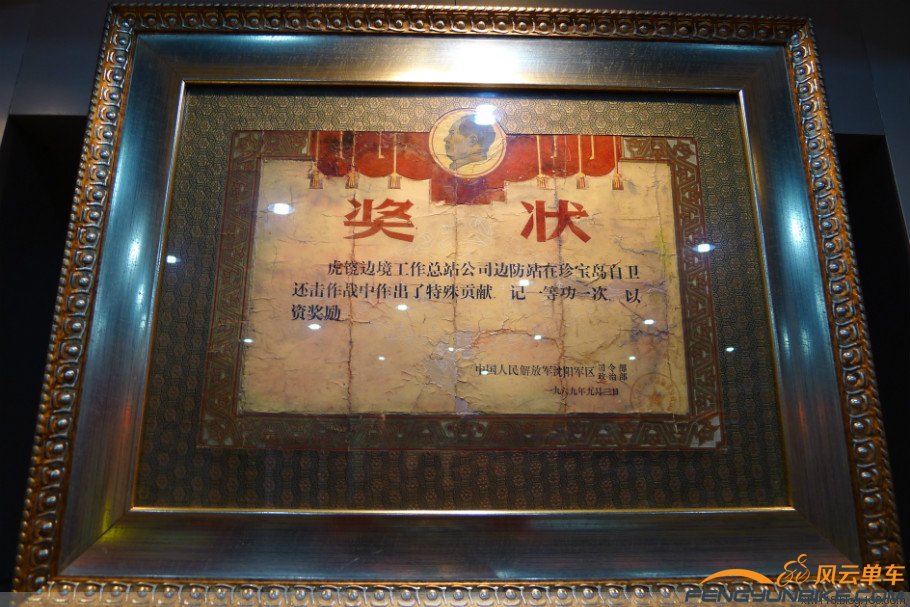 奖 状
虎饶边境工作总站公司边防站在珍宝岛自卫
还击作战中作出了特殊贡献，记一等功一次，以
资奖励
中国人民解放军沈阳军区 司令部
政治部
一九六九年九月三日
风云单车
FENGYUNBIKE.COM